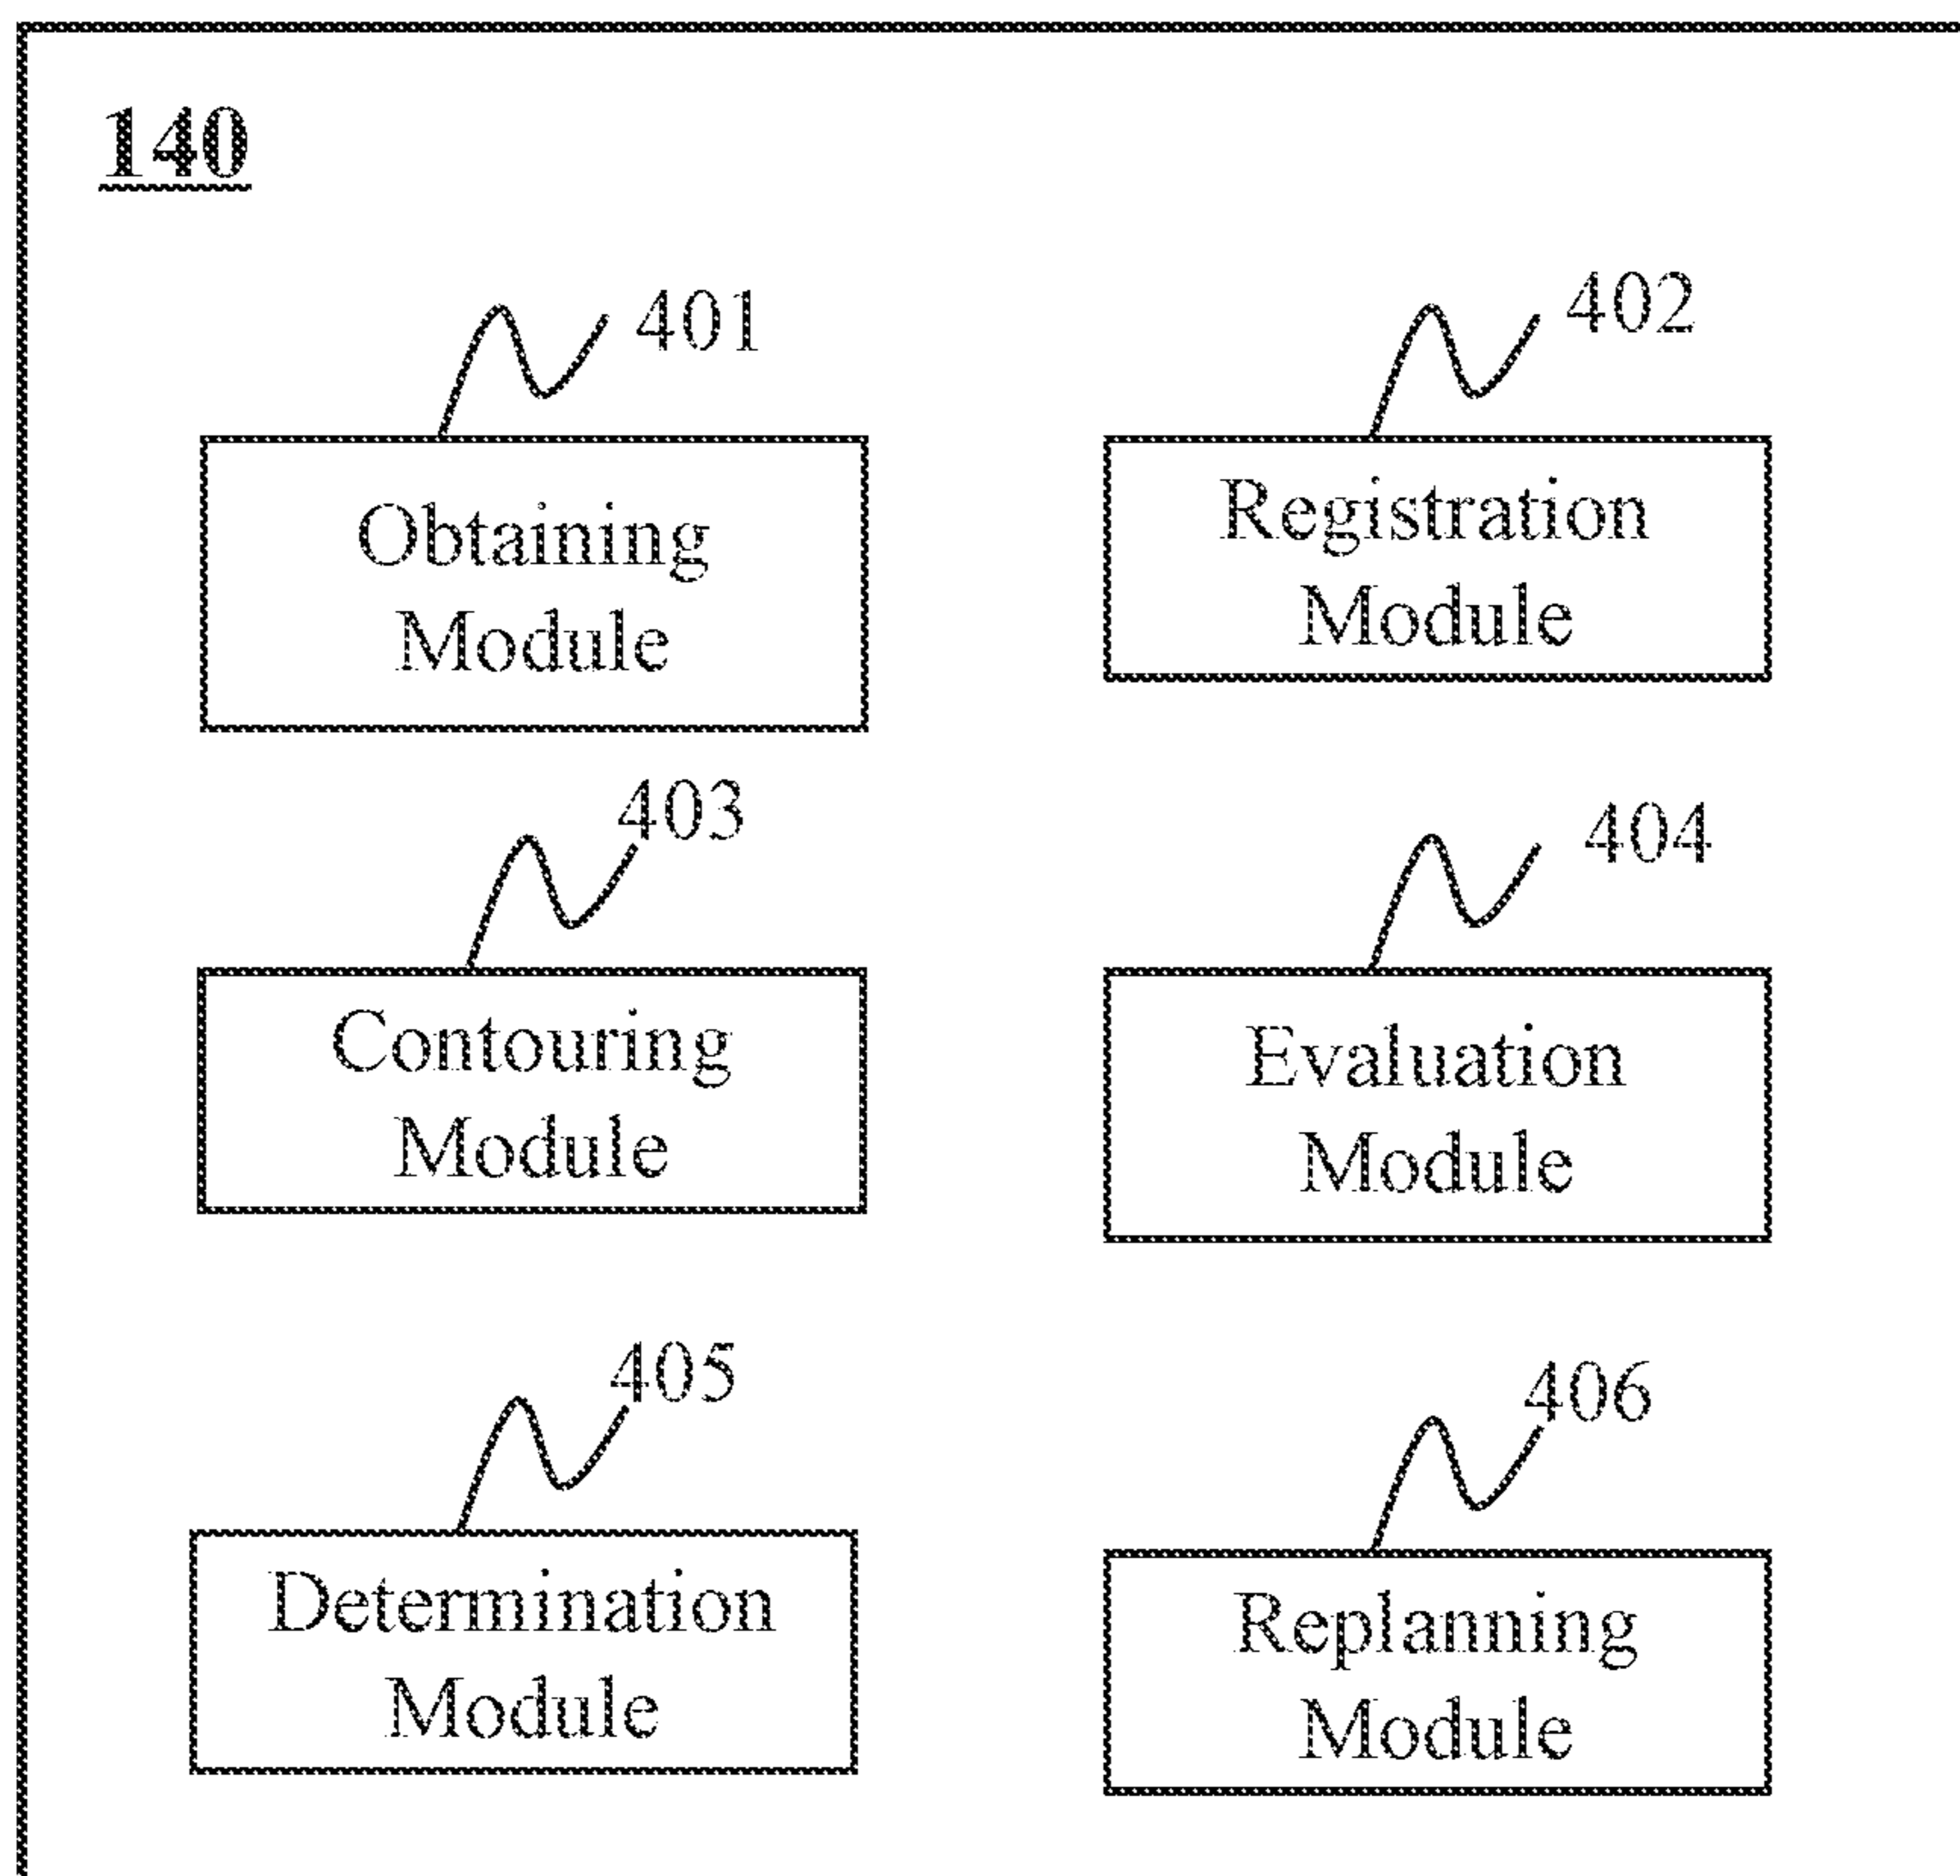 140
401
402
Obtaining
Module
Registration
Module
403
404
Contouring
Module
Evaluation
Module
405
406
Determination
Module
Replanning
Module